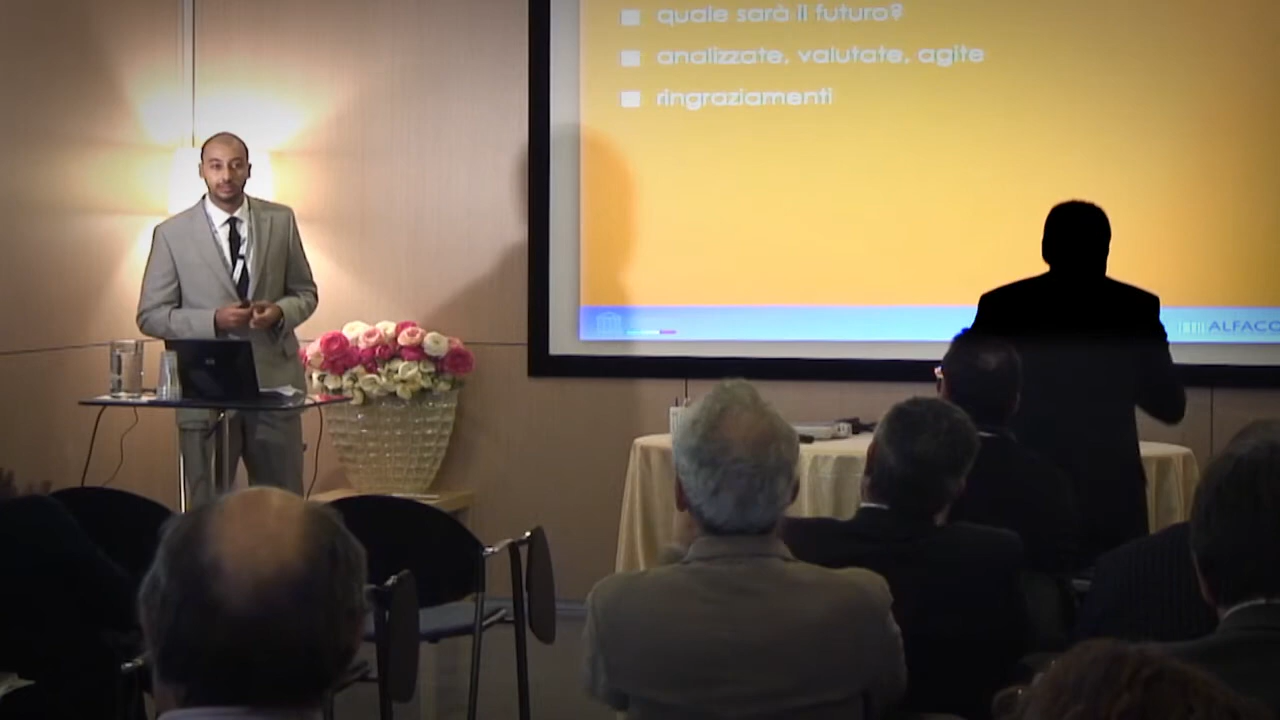 quale sarà il futuro?
analizzate, valutate, agite
ringraziamenti
ALFACO